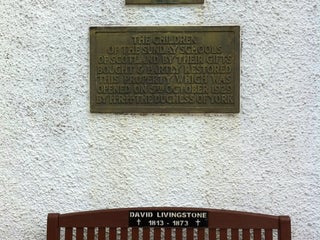 THE CHILDREN
OF THE SUNDAY SCHOOLS
OF SCOTLAND BY THEIR GIFTS
BOUGHT & PARTLY RESTORED
THIS PROPERTY WHICH WAS
OPENED ON 5TH OCTOBER 1929
BY H·R·H·THE DUCHESS OF YORK
DAVID LIVINGSTONE
✝ 1813 - 1873 ✝